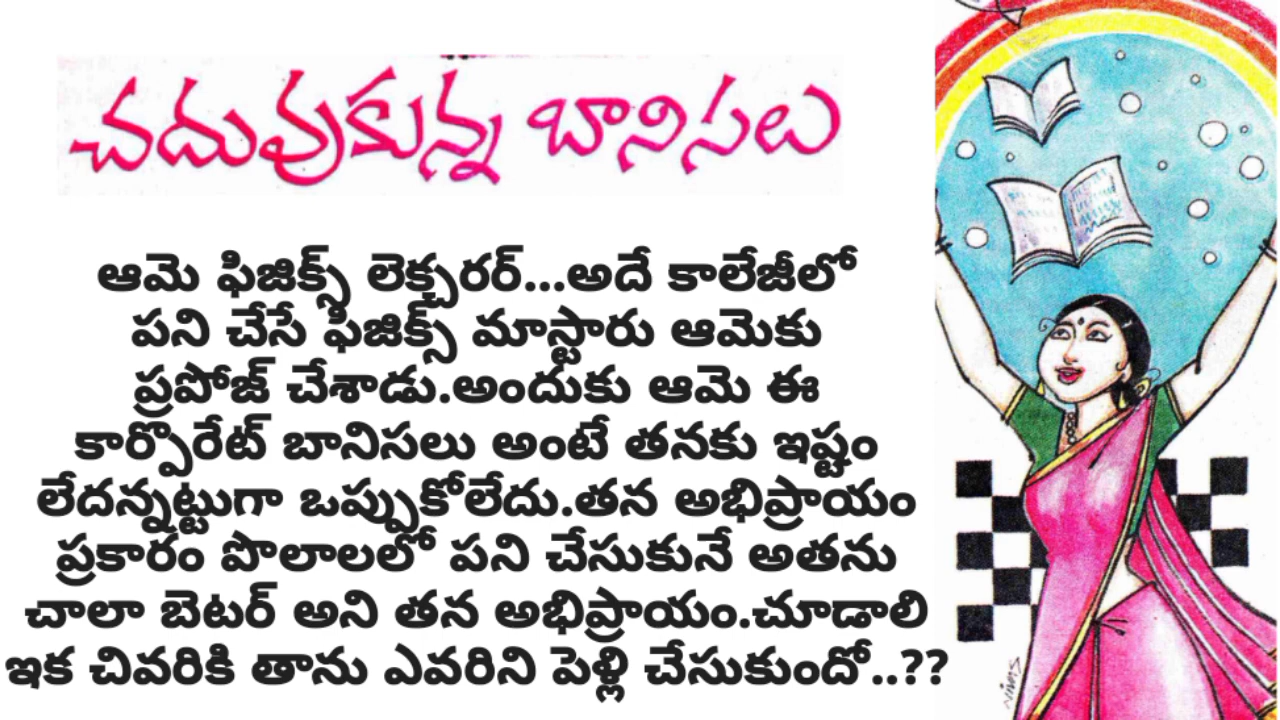 చదువుకున్న బానిసలు
ఆమె ఫిజిక్స్ లెక్చరర్...అదే కాలేజీలో
పని చేసే ఫిజిక్స్ మాస్టారు ఆమెకు
ప్రపోజ్ చేశాడు.అందుకు ఆమె ఈ
కార్పొరేట్ బానిసలు అంటే తనకు ఇష్టం
లేదన్నట్టుగా ఒప్పుకోలేదు.తన అభిప్రాయం
ప్రకారం పొలాలలో పని చేసుకునే అతను
చాలా బెటర్ అని తన అభిప్రాయం.చూడాలి
ఇక చివరికి తాను ఎవరిని పెళ్లి చేసుకుందో..??